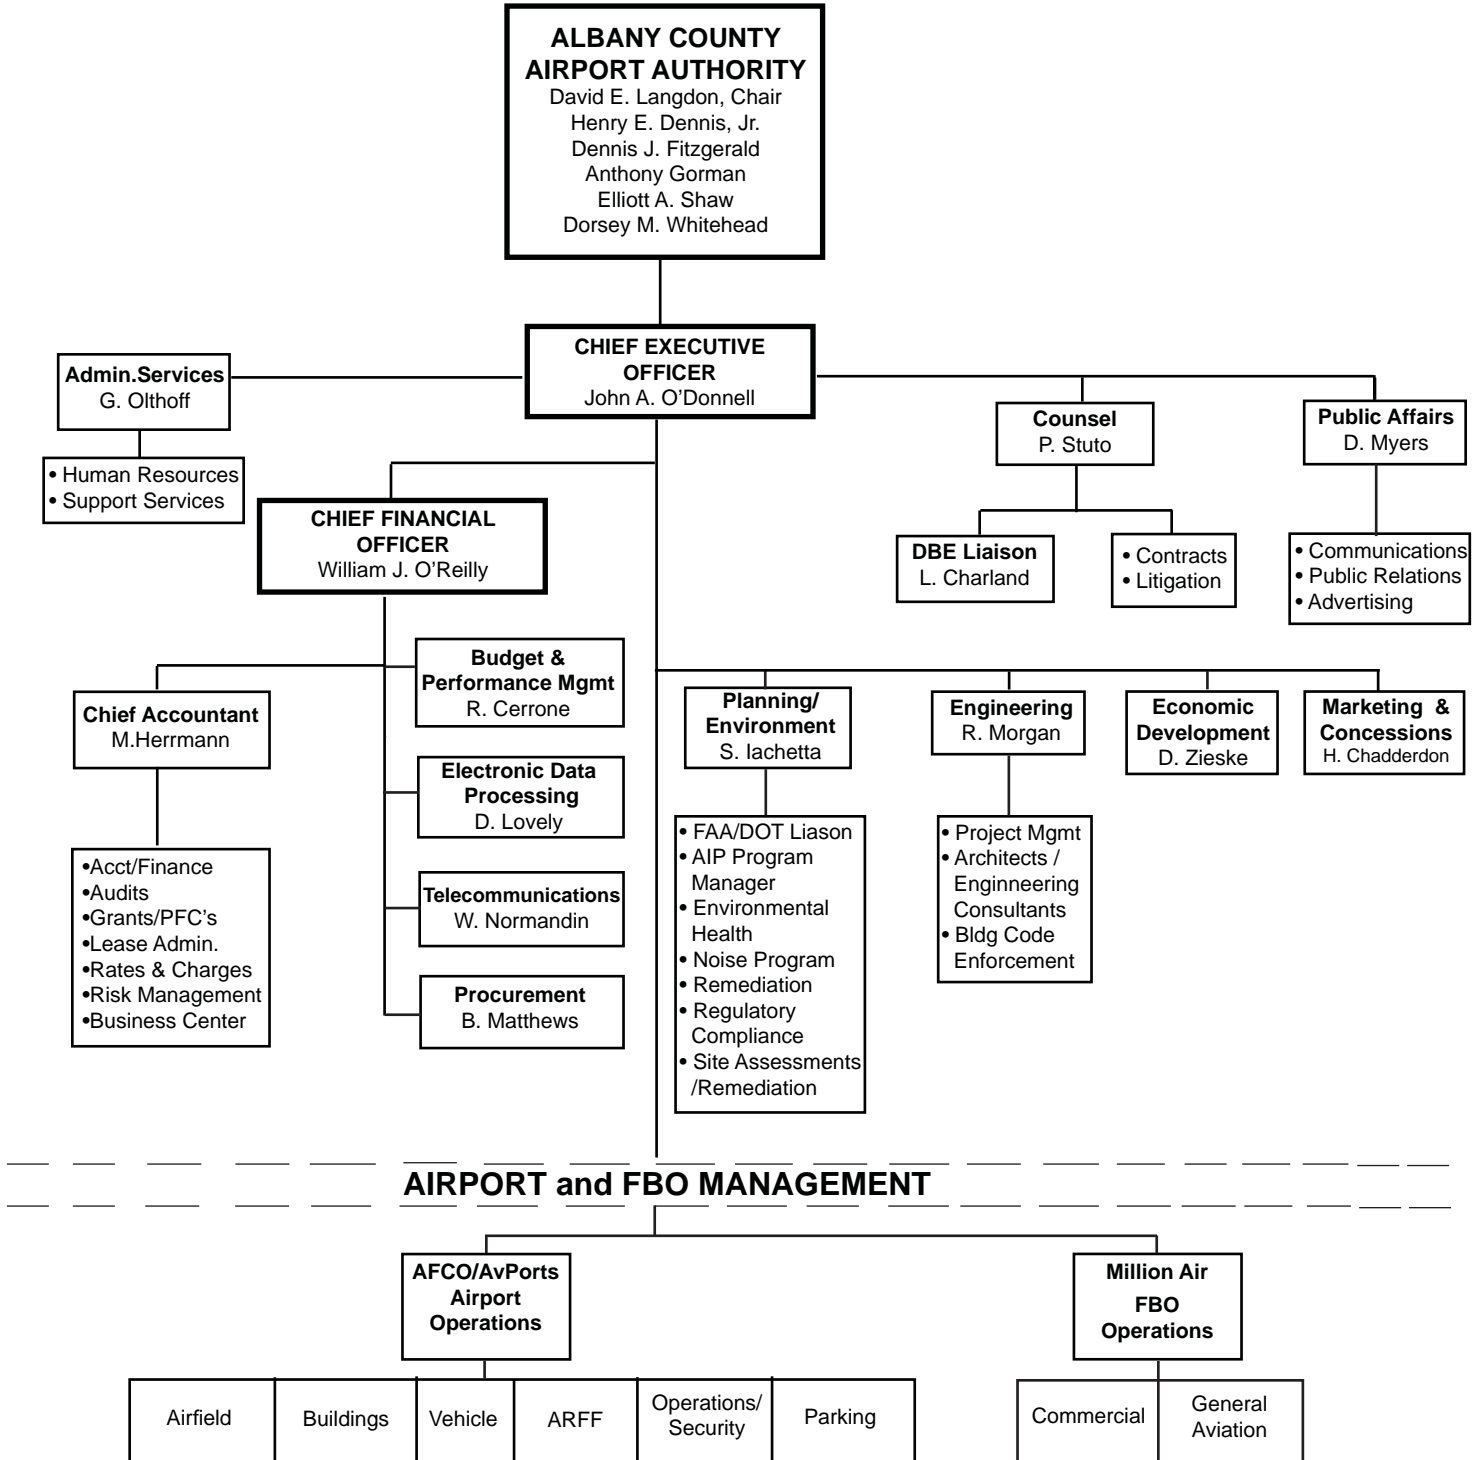 ALBANY COUNTY
AIRPORT AUTHORITY
David E. Langdon, Chair
Henry E. Dennis, Jr.
Dennis J. Fitzgerald
Anthony Gorman
Elliott A. Shaw
Dorsey M. Whitehead
CHIEF EXECUTIVE
OFFICER
John A. O'Donnell
Admin.Services
G. Olthoff
• Human Resources
• Support Services
Counsel
P. Stuto
Public Affairs
D. Myers
DBE Liaison
L. Charland
• Contracts
• Litigation
• Communications
• Public Relations
• Advertising
CHIEF FINANCIAL
OFFICER
William J. O'Reilly
Chief Accountant
M.Herrmann
•Acct/Finance
•Audits
•Grants/PFC's
•Lease Admin.
•Rates & Charges
•Risk Management
•Business Center
Budget &
Performance Mgmt
R. Cerrone
Electronic Data
Processing
D. Lovely
Telecommunications
W. Normandin
Procurement
B. Matthews
Planning/
Environment
S. Iachetta
• FAA/DOT Liason
• AIP Program
Manager
• Environmental
Health
• Noise Program
• Remediation
• Regulatory
Compliance
• Site Assessments
/Remediation
Engineering
R. Morgan
• Project Mgmt
• Architects /
Enginneering
Consultants
• Bldg Code
Enforcement
Economic
Development
D. Zieske
Marketing &
Concessions
H. Chadderdon
AIRPORT and FBO MANAGEMENT
AFCO/AvPorts
Airport
Operations
Million Air
FBO
Operations
Airfield
Buildings
Vehicle
ARFF
Operations/
Security
Parking
Commercial
General
Aviation